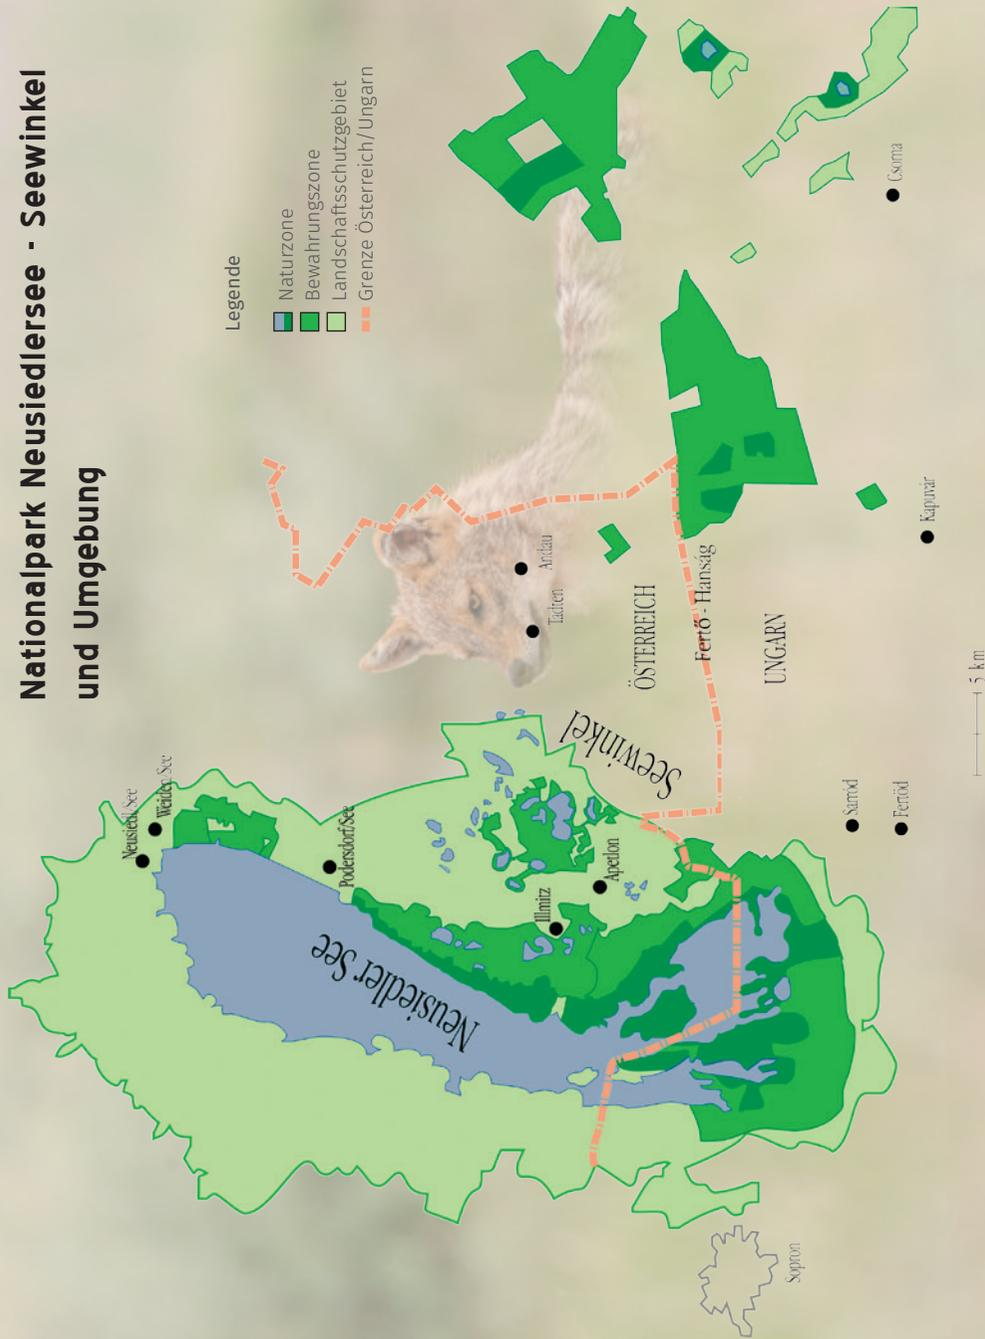 Nationalpark Neusiedlersee - Seewinkel
und Umgebung
Legende
Naturzone
Bewahrungszone
Landschaftsschutzgebiet
Grenze Österreich/Ungarn
Neusiedl/See
Weiden/See
Podersdorf/See
Neusiedler See
Illmitz
Apetlon
Seewinkel
Tadten
Andau
ÖSTERREICH
Fertő - Hanság
UNGARN
Sarród
Fertőd
Kapuvár
Csorna
Sopron
5 km